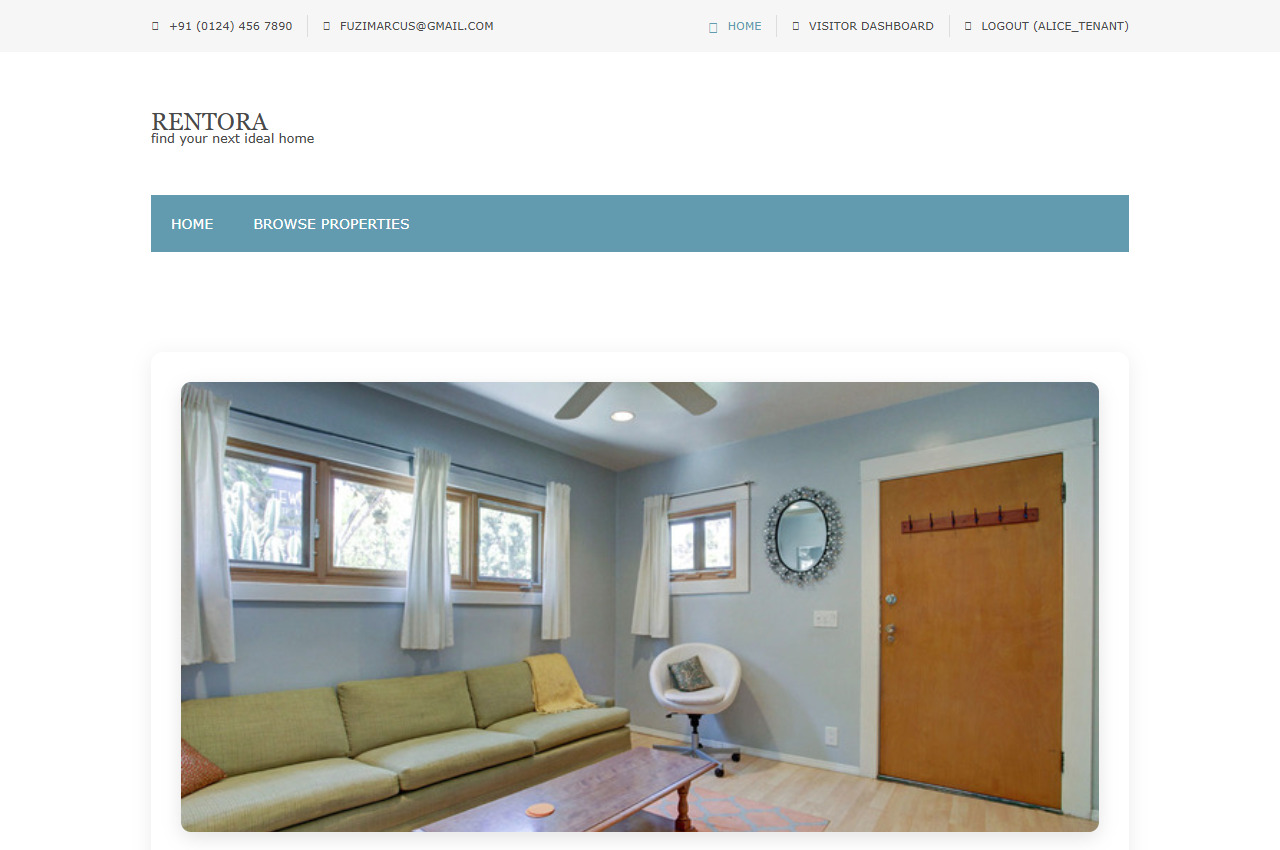 +91 (0124) 456 7890
FUZIMARCUS@GMAIL.COM
HOME
VISITOR DASHBOARD
LOGOUT (ALICE_TENANT)
RENTORA
find your next ideal home
HOME
BROWSE PROPERTIES